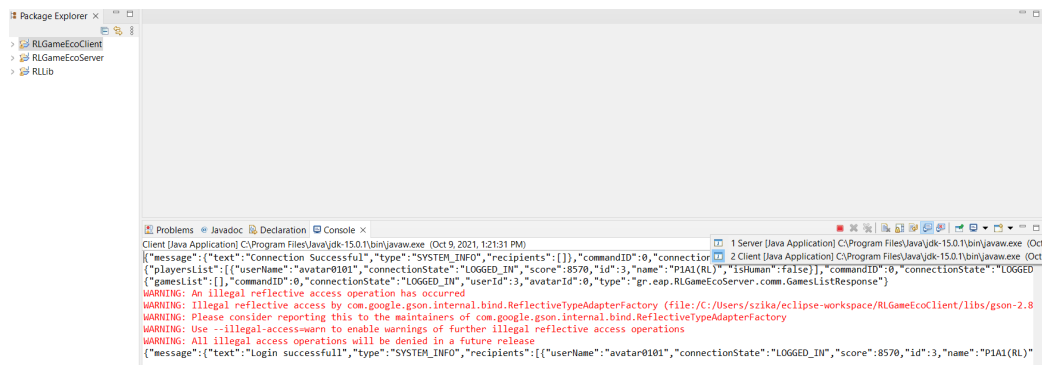 Package Explorer
RLGameEcoClient
RLGameEcoServer
RLLib
Problems Javadoc Declaration Console
Client [Java Application] C:\Program Files\Java\jdk-15.0.1\bin\javaw.exe (Oct 9, 2021, 1:21:31 PM)
1 Server [Java Application] C:\Program Files\Java\jdk-15.0.1\bin\javaw.exe (Oct
2 Client [Java Application] C:\Program Files\Java\jdk-15.0.1\bin\javaw.exe (Oct
{"message":{"text":"Connection Successful","type":"SYSTEM_INFO","recipients":[]},"commandID":0,"connection
{"playersList":[{"userName":"avatar0101","connectionState":"LOGGED_IN","score":8570,"id":3,"name":"P1A1(RL)","isHuman":false}],"commandID":0,"connectionState":"LOGGED
{"gamesList":[],"commandID":0,"connectionState":"LOGGED_IN","userId":3,"avatarId":0,"type":"gr.eap.RLGameEcoServer.comm.GamesListResponse"}
WARNING: An illegal reflective access operation has occurred
WARNING: Illegal reflective access by com.google.gson.internal.bind.ReflectiveTypeAdapterFactory (file:/C:/Users/szika/eclipse-workspace/RLGameEcoClient/libs/gson-2.8
WARNING: Please consider reporting this to the maintainers of com.google.gson.internal.bind.ReflectiveTypeAdapterFactory
WARNING: Use --illegal-access=warn to enable warnings of further illegal reflective access operations
WARNING: All illegal access operations will be denied in a future release
{"message":{"text":"Login successfull","type":"SYSTEM_INFO","recipients":[{"userName":"avatar0101","connectionState":"LOGGED_IN","score":8570,"id":3,"name":"P1A1(RL)"